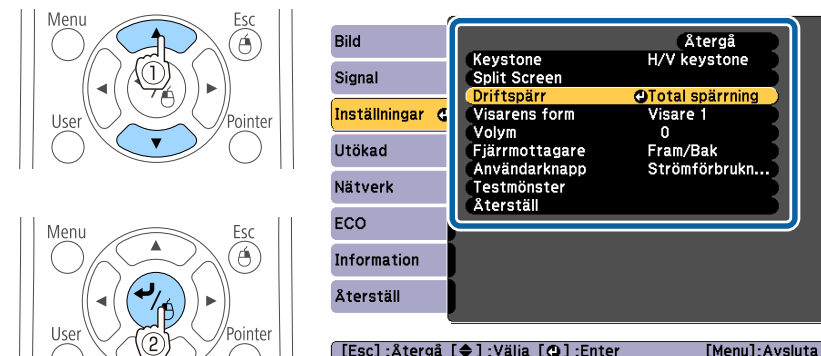 Menu Esc
①
User Pointer
Menu Esc
User Pointer
②
Bild
Signal
Inställningar
Utökad
Nätverk
ECO
Information
Återställ
Återgå
Keystone H/V keystone
Split Screen
Driftspärr Total spärrning
Visarens form Visare 1
Volym 0
Fjärrmottagare Fram/Bak
Användarknapp Strömförbrukn...
Testmönster
Återställ
[Esc] :Återgå [◆] :Välja [⏎] :Enter [Menu]:Avsluta